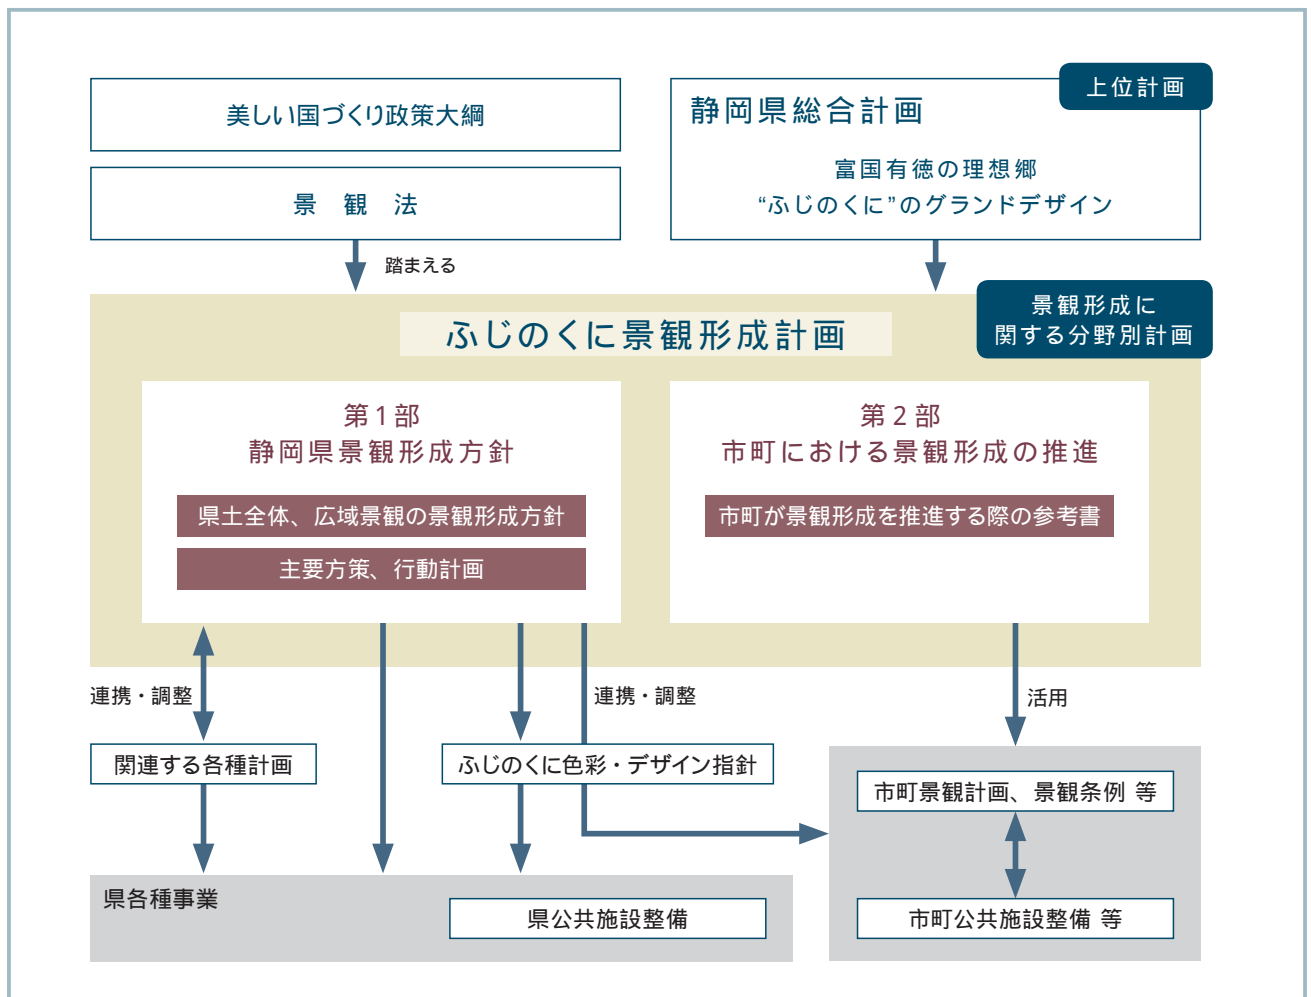 美しい国づくり政策大綱
景観法
上位計画
静岡県総合計画
富国有徳の理想郷
“ふじのくに”のグランドデザイン
踏まえる
景観形成に
関する分野別計画
ふじのくに景観形成計画
第1部
静岡県景観形成方針
県土全体、広域景観の景観形成方針
主要方策、行動計画
第2部
市町における景観形成の推進
市町が景観形成を推進する際の参考書
連携・調整
連携・調整
活用
関連する各種計画
ふじのくに色彩・デザイン指針
市町景観計画、景観条例 等
県各種事業
県公共施設整備
市町公共施設整備 等